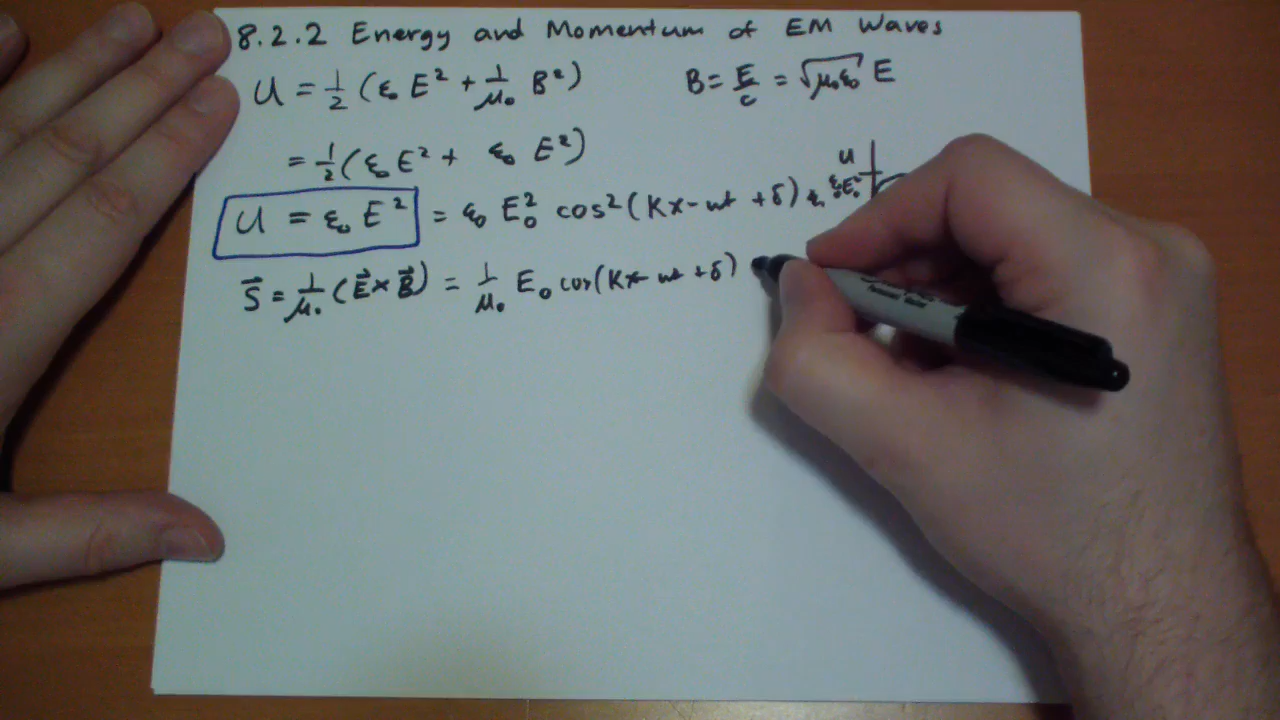 8.2.2 Energy and Momentum of EM Waves
U = 1/2 (ε₀ E² + 1/μ₀ B²) B = E/c = √(μ₀ε₀) E
= 1/2 (ε₀ E² + ε₀ E²)
U = ε₀ E² = ε₀ E₀² cos² (kx - ωt + δ)
U
ε₀E₀²
S⃗ = 1/μ₀ (E⃗ × B⃗) = 1/μ₀ E₀ cos(kx - ωt + δ)